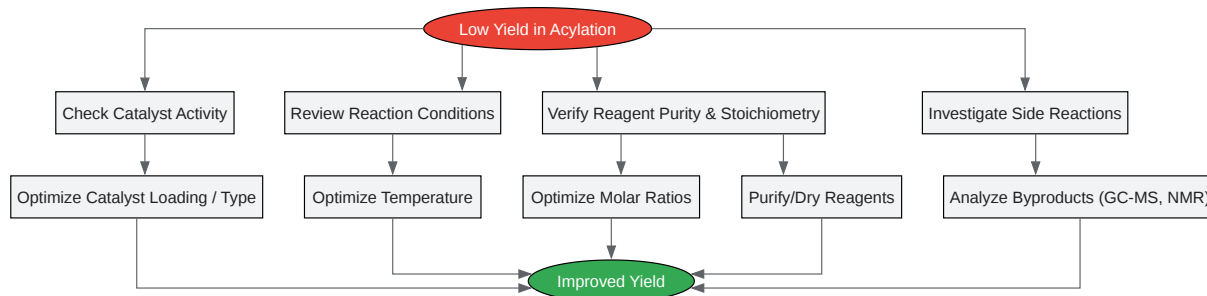 Low Yield in Acylation
Check Catalyst Activity
Review Reaction Conditions
Verify Reagent Purity & Stoichiometry
Investigate Side Reactions
Optimize Catalyst Loading / Type
Optimize Temperature
Optimize Molar Ratios
Purify/Dry Reagents
Analyze Byproducts (GC-MS, NMR)
Improved Yield